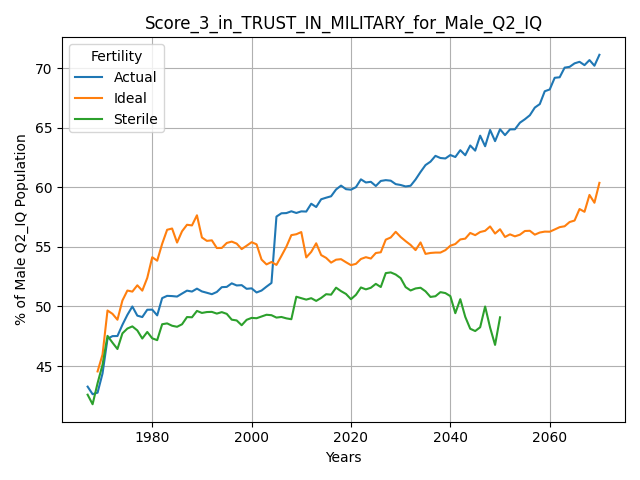 Score_3_in_TRUST_IN_MILITARY_for_Male_Q2_IQ
Fertility
Actual
Ideal
Sterile
% of Male Q2_IQ Population
70
65
60
55
50
45
1980
2000
2020
2040
2060
Years